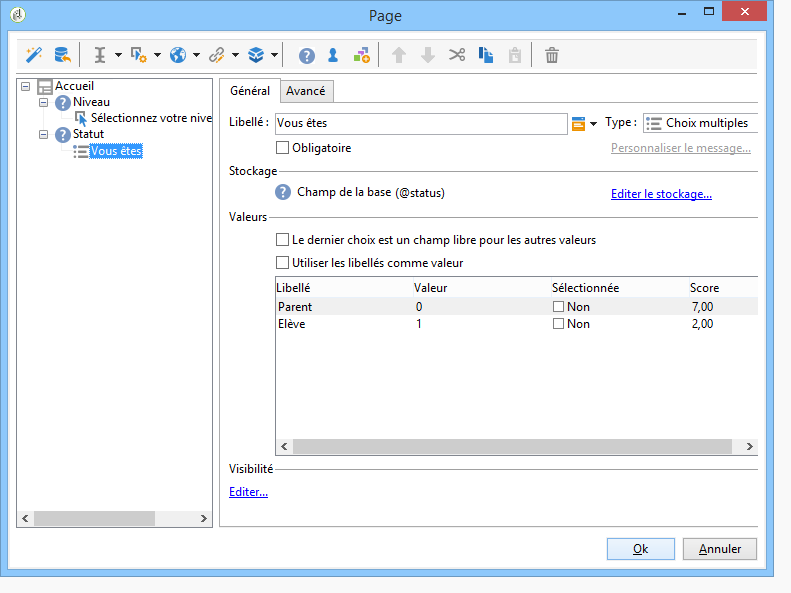 Page
Accueil
Niveau
Sélectionnez votre nive
Statut
Vous êtes
Général
Avancé
Libellé : Vous êtes Type : Choix multiples
Obligatoire Personnaliser le message...
Stockage
Champ de la base (@status) Editer le stockage...
Valeurs
Le dernier choix est un champ libre pour les autres valeurs
Utiliser les libellés comme valeur
Libellé Valeur Sélectionnée Score
Parent 0 Non 7,00
Elève 1 Non 2,00
Visibilité
Editer...
Ok Annuler